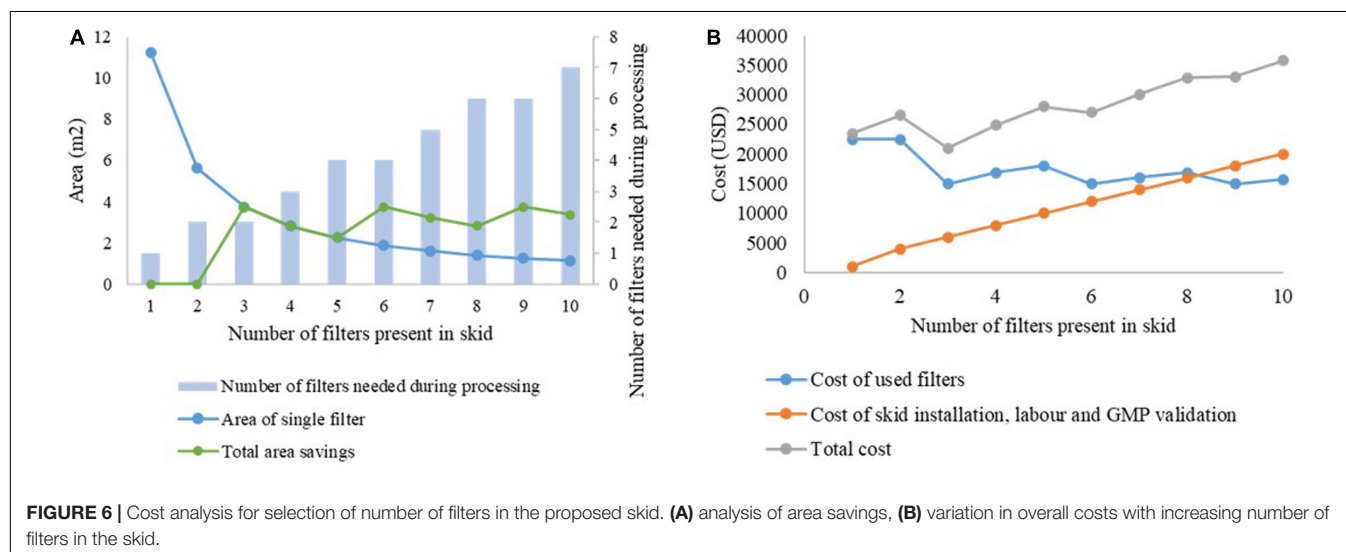 A
12
10
8
6
4
2
0
Area (m2)
8
7
6
5
4
3
2
1
0
Number of filters needed during processing
1 2 3 4 5 6 7 8 9 10
Number of filters present in skid
Number of filters needed during processing
Area of single filter
Total area savings
B
40000
35000
30000
25000
20000
15000
10000
5000
0
Cost (USD)
0 2 4 6 8 10
Number of filters present in skid
Cost of used filters
Cost of skid installation, labour and GMP validation
Total cost
FIGURE 6 | Cost analysis for selection of number of filters in the proposed skid. (A) analysis of area savings, (B) variation in overall costs with increasing number of
filters in the skid.